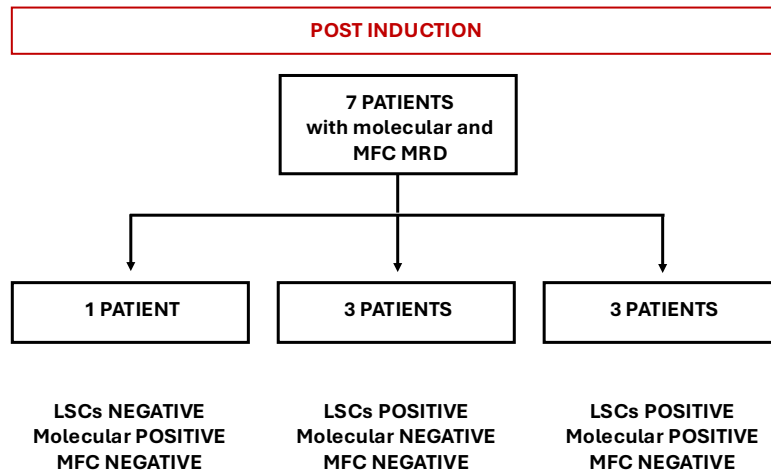 POST INDUCTION
7 PATIENTS
with molecular and
MFC MRD
1 PATIENT
3 PATIENTS
3 PATIENTS
LSCs NEGATIVE
Molecular POSITIVE
MFC NEGATIVE
LSCs POSITIVE
Molecular NEGATIVE
MFC NEGATIVE
LSCs POSITIVE
Molecular POSITIVE
MFC NEGATIVE